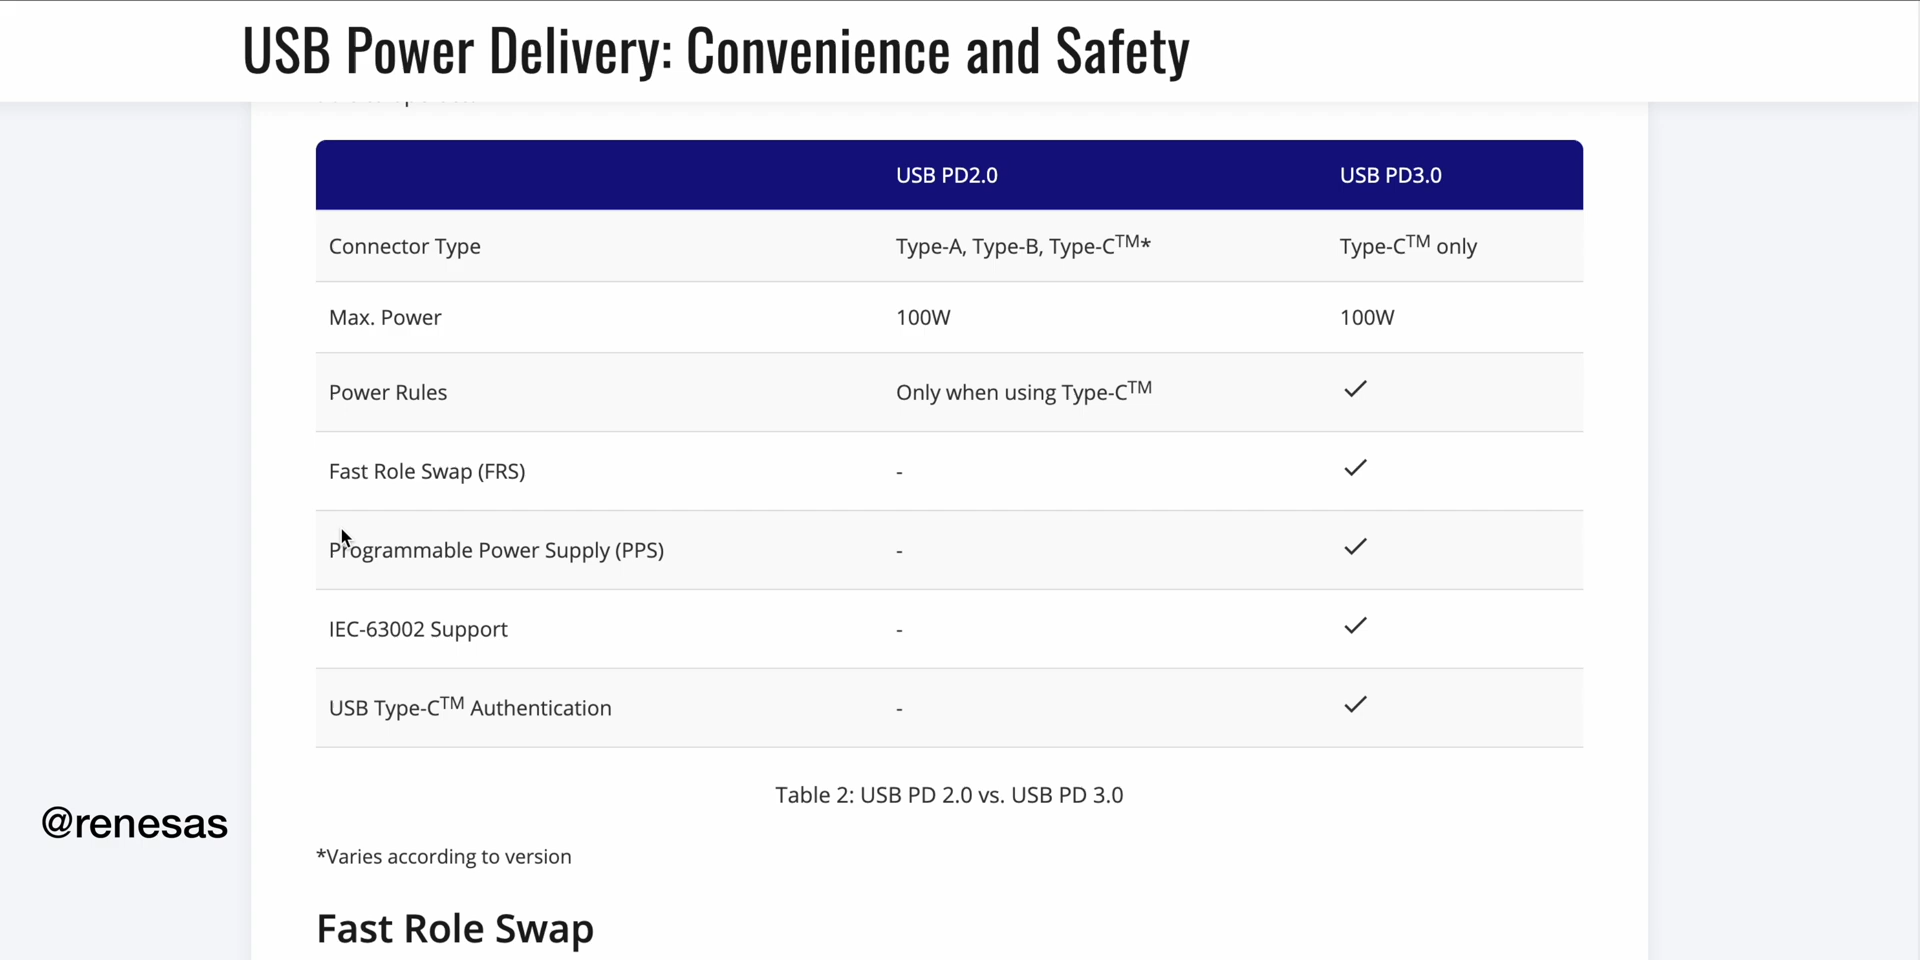 USB Power Delivery: Convenience and Safety
USB PD2.0 USB PD3.0
Connector Type Type-A, Type-B, Type-C™* Type-C™ only
Max. Power 100W 100W
Power Rules Only when using Type-C™ ✓
Fast Role Swap (FRS) - ✓
Programmable Power Supply (PPS) - ✓
IEC-63002 Support - ✓
USB Type-C™ Authentication - ✓
Table 2: USB PD 2.0 vs. USB PD 3.0
@renesas
*Varies according to version
Fast Role Swap